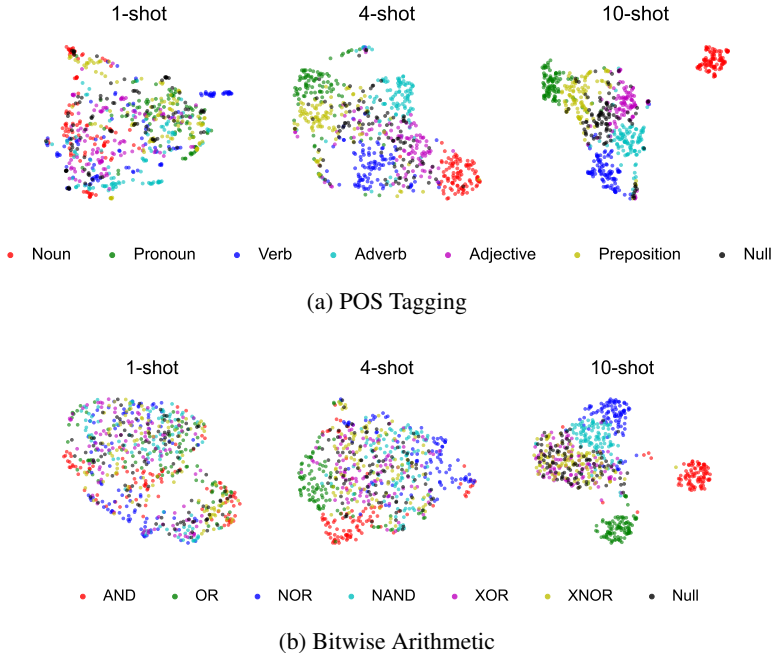 1-shot 4-shot 10-shot
Noun Pronoun Verb Adverb Adjective Preposition Null
(a) POS Tagging
1-shot 4-shot 10-shot
AND OR NOR NAND XOR XNOR Null
(b) Bitwise Arithmetic